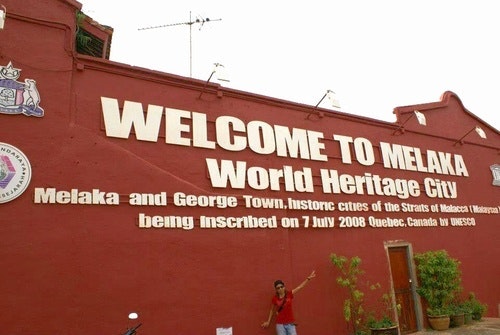 WELCOME TO MELAKA
World Heritage City
Melaka and George Town, historic cities of the Straits of Malacca (Malaysia)
being inscribed on 7 July 2008 Quebec, Canada by UNESCO